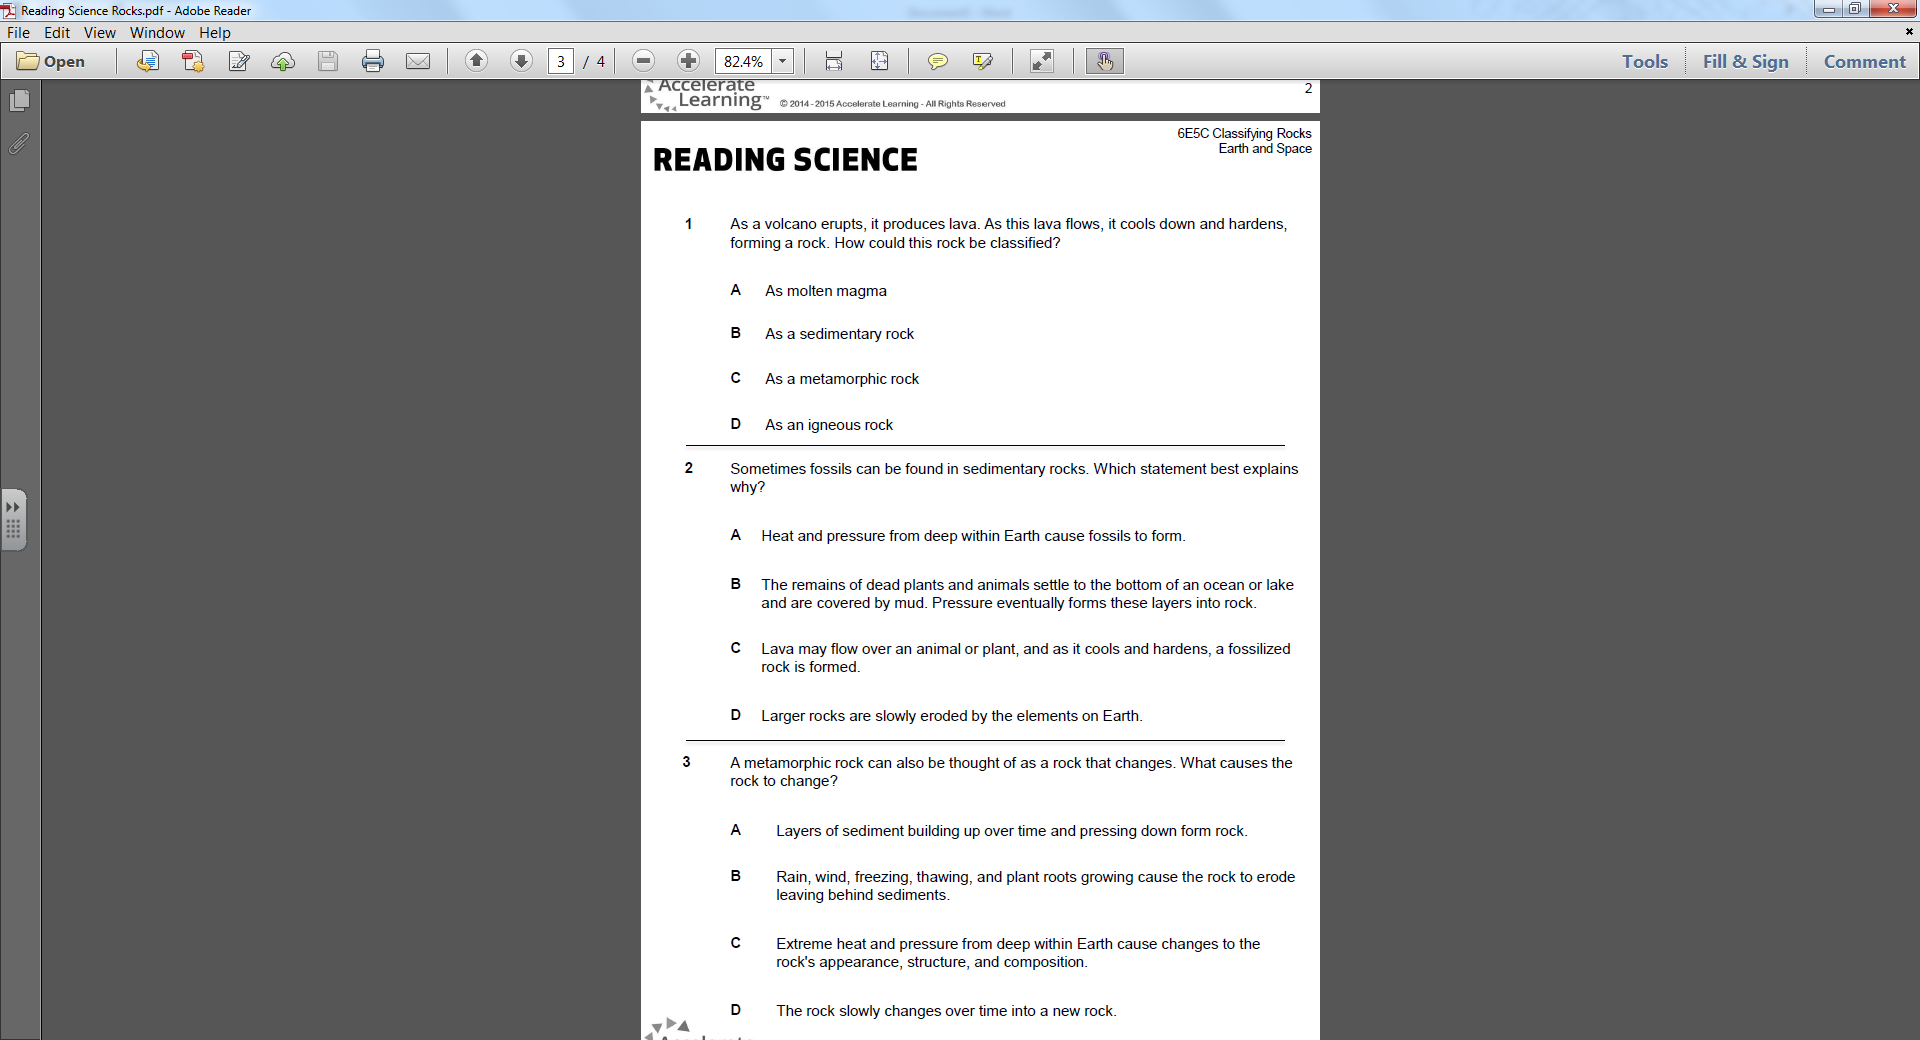 Reading Science Rocks.pdf - Adobe Reader
File Edit View Window Help
Open 3 / 4 82.4% Tools Fill & Sign Comment
Accelerate
Learning™ © 2014 - 2015 Accelerate Learning - All Rights Reserved 2
6E5C Classifying Rocks
Earth and Space
READING SCIENCE
1 As a volcano erupts, it produces lava. As this lava flows, it cools down and hardens,
forming a rock. How could this rock be classified?
A As molten magma
B As a sedimentary rock
C As a metamorphic rock
D As an igneous rock
2 Sometimes fossils can be found in sedimentary rocks. Which statement best explains
why?
A Heat and pressure from deep within Earth cause fossils to form.
B The remains of dead plants and animals settle to the bottom of an ocean or lake
and are covered by mud. Pressure eventually forms these layers into rock.
C Lava may flow over an animal or plant, and as it cools and hardens, a fossilized
rock is formed.
D Larger rocks are slowly eroded by the elements on Earth.
3 A metamorphic rock can also be thought of as a rock that changes. What causes the
rock to change?
A Layers of sediment building up over time and pressing down form rock.
B Rain, wind, freezing, thawing, and plant roots growing cause the rock to erode
leaving behind sediments.
C Extreme heat and pressure from deep within Earth cause changes to the
rock's appearance, structure, and composition.
D The rock slowly changes over time into a new rock.